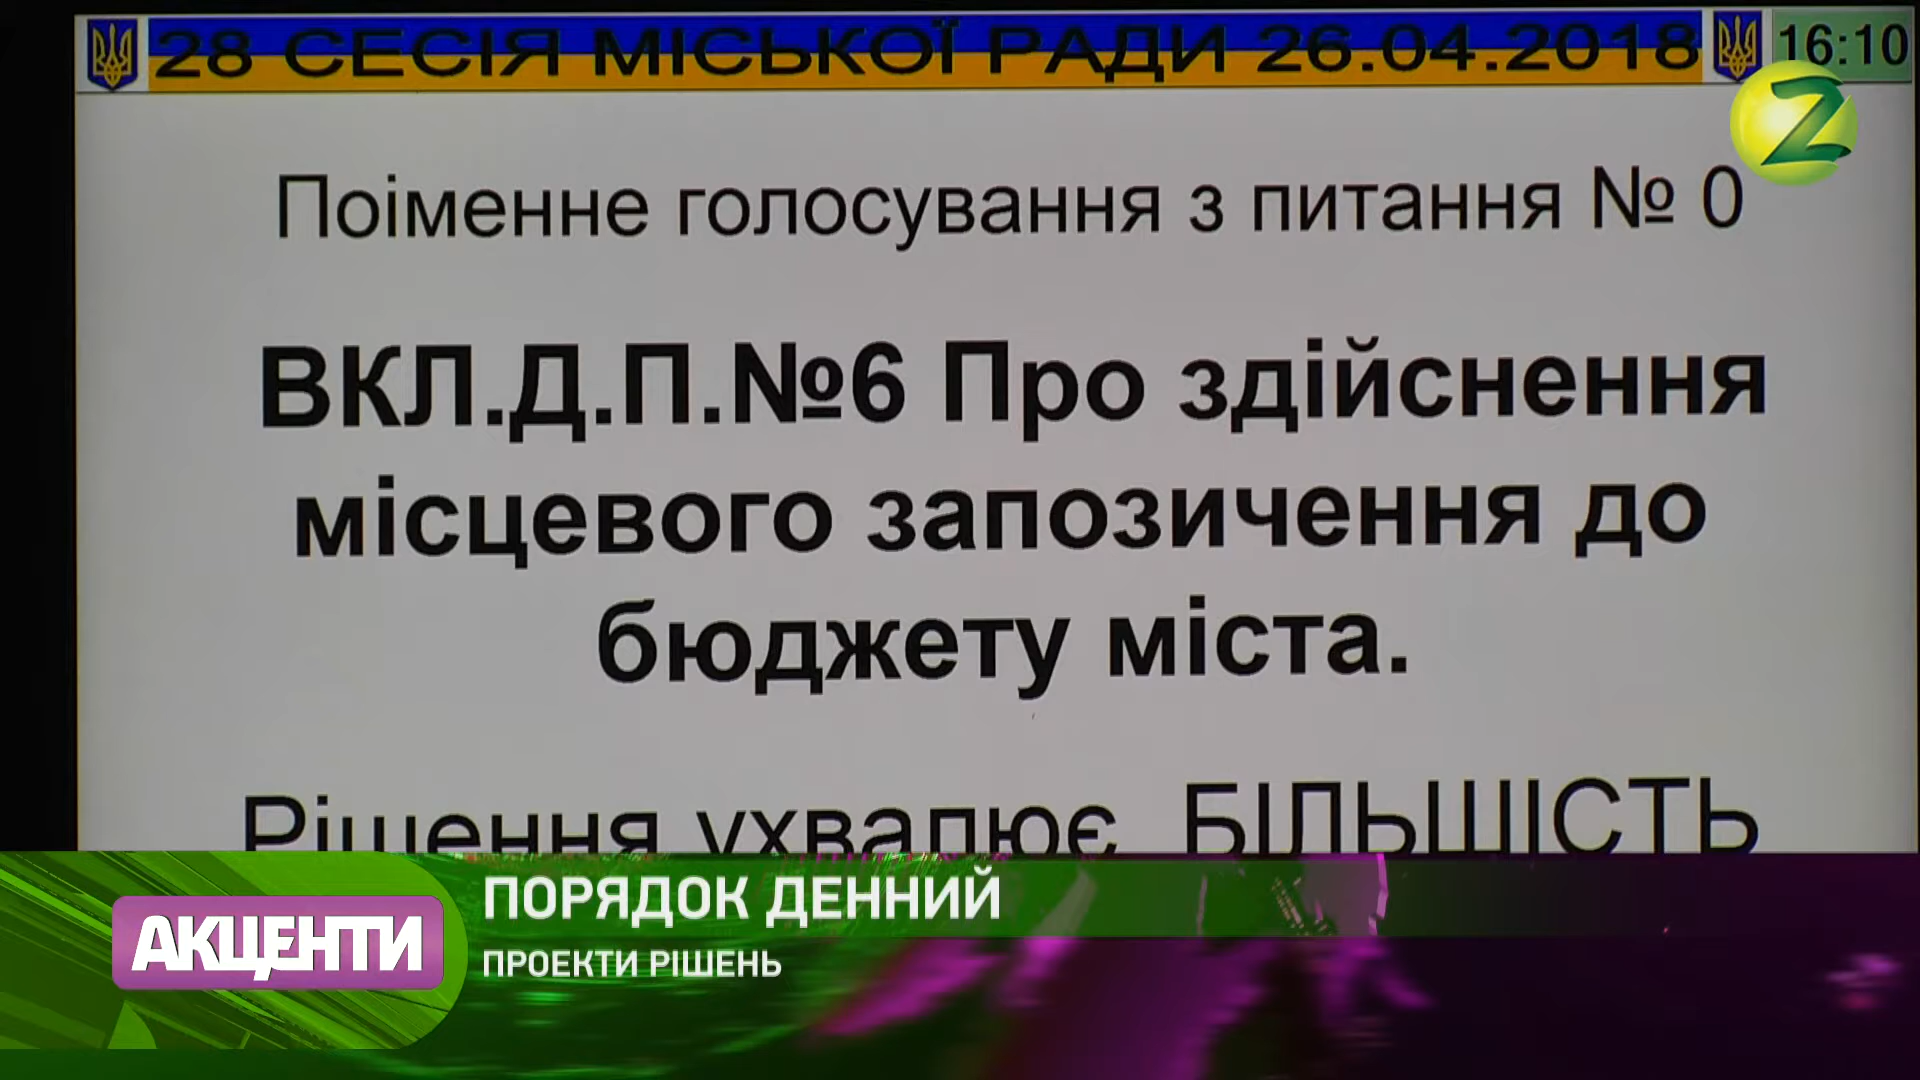 28 СЕСІЯ МІСЬКОЇ РАДИ 26.04.2018
16:10
Z
Поіменне голосування з питання № 0
ВКЛ.Д.П.№6 Про здійснення
місцевого запозичення до
бюджету міста.
Рішення ухвалює БІЛЬШІСТЬ
АКЦЕНТИ
ПОРЯДОК ДЕННИЙ
ПРОЕКТИ РІШЕНЬ